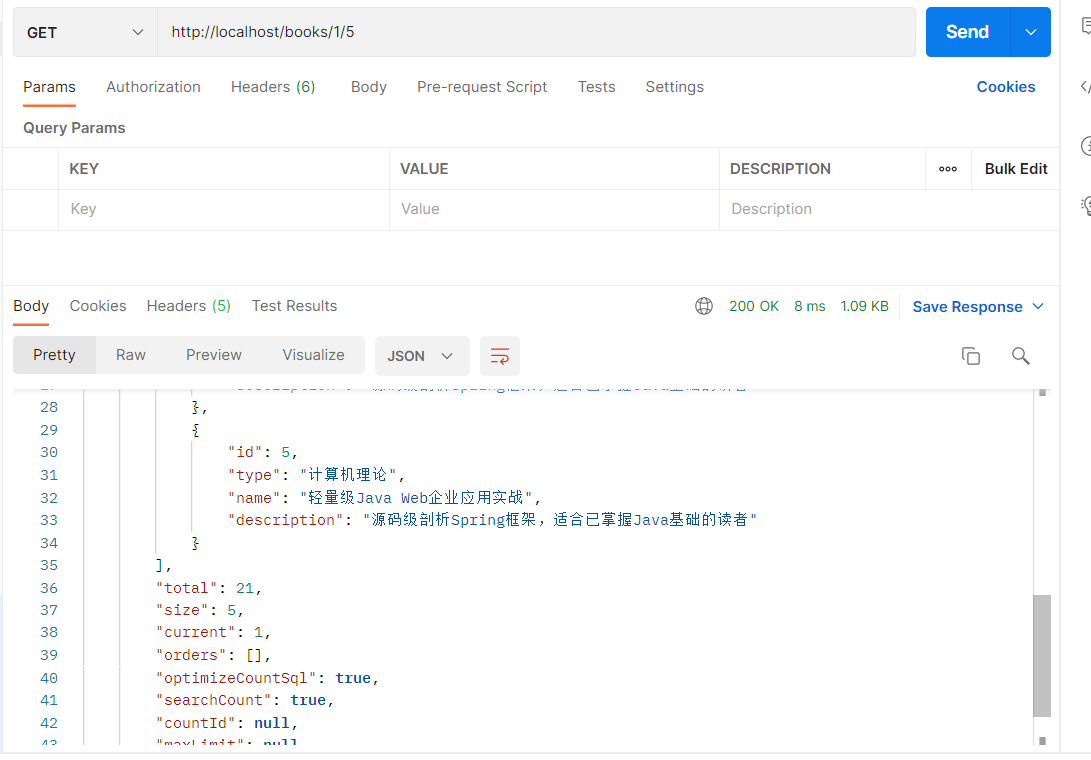 GET http://localhost/books/1/5 Send
Params Authorization Headers (6) Body Pre-request Script Tests Settings Cookies
Query Params
KEY VALUE DESCRIPTION ooo Bulk Edit
Key Value Description
Body Cookies Headers (5) Test Results 200 OK 8 ms 1.09 KB Save Response
Pretty Raw Preview Visualize JSON
28 },
29 {
30 "id": 5,
31 "type": "计算机理论",
32 "name": "轻量级Java Web企业应用实战",
33 "description": "源码级剖析Spring框架，适合已掌握Java基础的读者"
34 }
35 ],
36 "total": 21,
37 "size": 5,
38 "current": 1,
39 "orders": [],
40 "optimizeCountSql": true,
41 "searchCount": true,
42 "countId": null,
43 "maxLimit": null